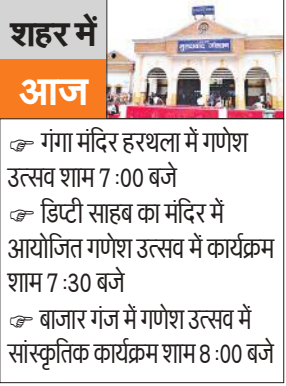 शहर में
आज
मुरादाबाद जंक्शन
☞ गंगा मंदिर हरथला में गणेश
उत्सव शाम 7:00 बजे
☞ डिप्टी साहब का मंदिर में
आयोजित गणेश उत्सव में कार्यक्रम
शाम 7:30 बजे
☞ बाजार गंज में गणेश उत्सव में
सांस्कृतिक कार्यक्रम शाम 8:00 बजे